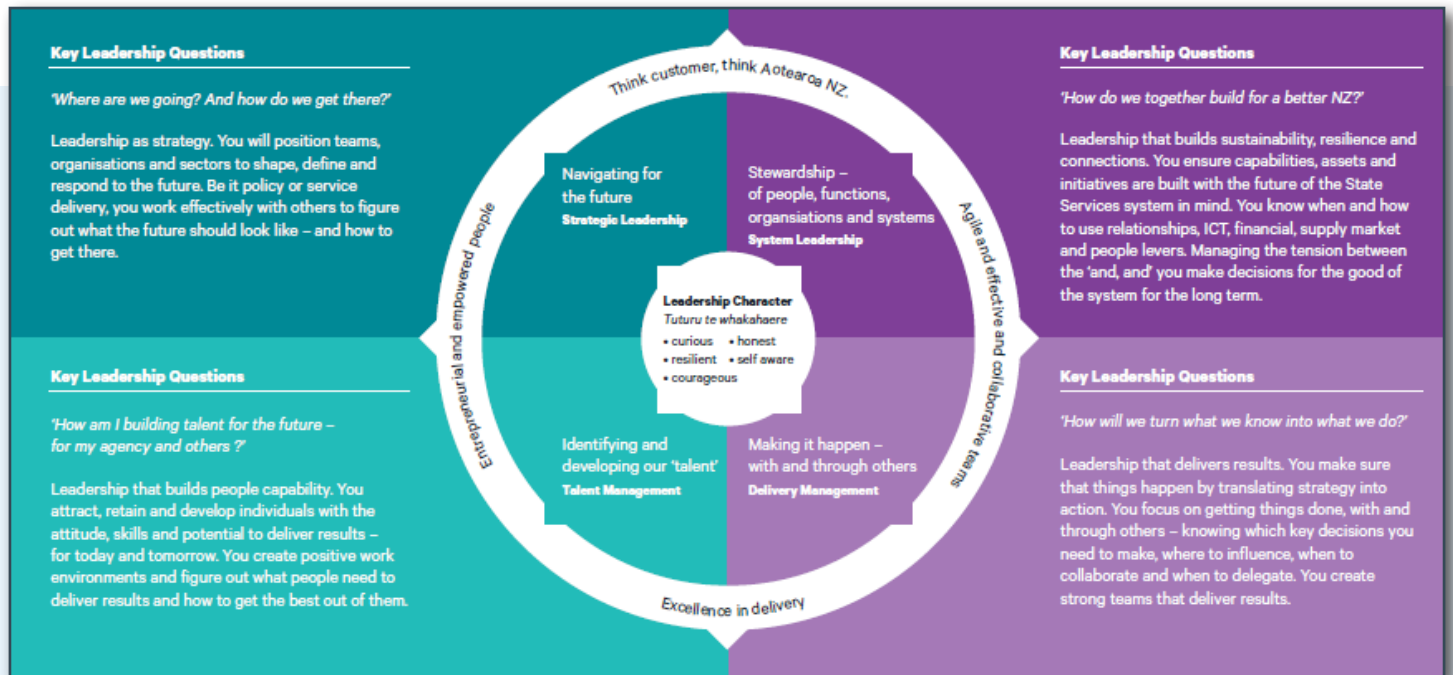 Key Leadership Questions
‘Where are we going? And how do we get there?’
Leadership as strategy. You will position teams,
organisations and sectors to shape, define and
respond to the future. Be it policy or service
delivery, you work effectively with others to figure
out what the future should look like – and how to
get there.
Key Leadership Questions
‘How do we together build for a better NZ?’
Leadership that builds sustainability, resilience and
connections. You ensure capabilities, assets and
initiatives are built with the future of the State
Services system in mind. You know when and how
to use relationships, ICT, financial, supply market
and people levers. Managing the tension between
the ‘and, and’ you make decisions for the good of
the system for the long term.
Think customer, think Aotearoa NZ.
Entrepreneurial and empowered people
Agile and effective and collaborative teams
Excellence in delivery
Navigating for
the future
Strategic Leadership
Stewardship –
of people, functions,
organsiations and systems
System Leadership
Leadership Character
Tuturu te whakahaere
• curious • honest
• resilient • self aware
• courageous
Identifying and
developing our ‘talent’
Talent Management
Making it happen –
with and through others
Delivery Management
Key Leadership Questions
‘How am I building talent for the future –
for my agency and others ?’
Leadership that builds people capability. You
attract, retain and develop individuals with the
attitude, skills and potential to deliver results –
for today and tomorrow. You create positive work
environments and figure out what people need to
deliver results and how to get the best out of them.
Key Leadership Questions
‘How will we turn what we know into what we do?’
Leadership that delivers results. You make sure
that things happen by translating strategy into
action. You focus on getting things done, with and
through others – knowing which key decisions you
need to make, where to influence, when to
collaborate and when to delegate. You create
strong teams that deliver results.